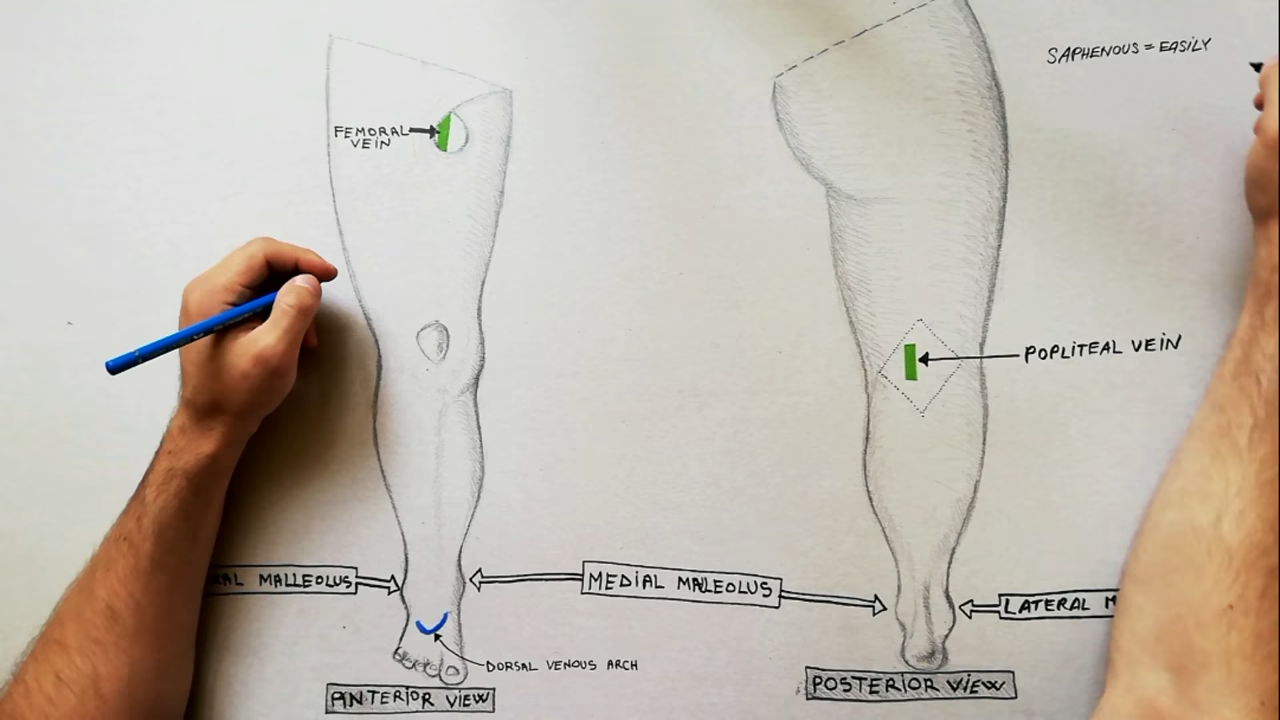 SAPHENOUS = EASILY
FEMORAL
VEIN
POPLITEAL VEIN
MALLEOLUS
MEDIAL MALLEOLUS
LATERAL
DORSAL VENOUS ARCH
ANTERIOR VIEW
POSTERIOR VIEW